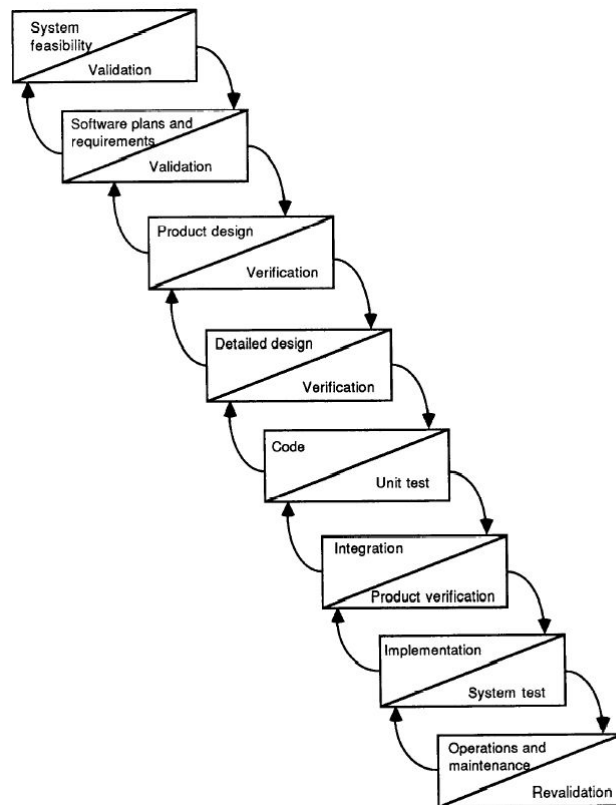 System
feasibility
Validation
Software plans and
requirements
Validation
Product design
Verification
Detailed design
Verification
Code
Unit test
Integration
Product verification
Implementation
System test
Operations and
maintenance
Revalidation